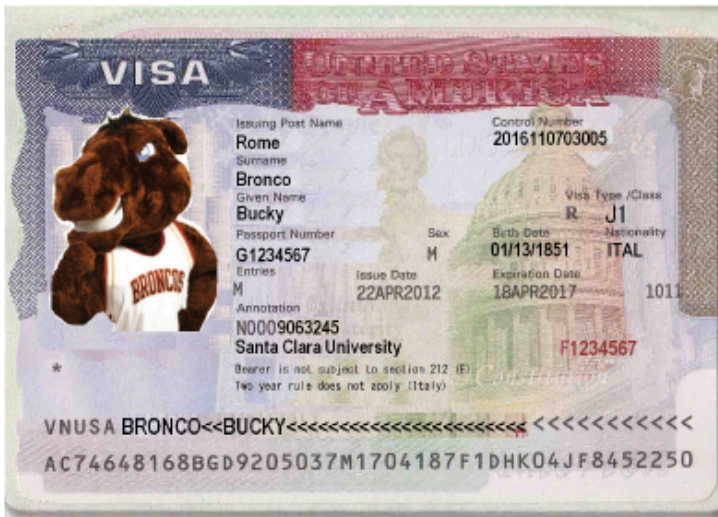 VISA
UNITED STATES OF AMERICA
Issuing Post Name Control Number
Rome 2016110703005
Surname
Bronco
Given Name Visa Type /Class
Bucky R J1
Passport Number Sex Birth Date Nationality
G1234567 M 01/13/1851 ITAL
Entries Issue Date Expiration Date
M 22APR2012 18APR2017 1011
Annotation
N0009063245
Santa Clara University F1234567
Bearer is not subject to section 212 (E).
Two year rule does not apply (Italy)
*
BRONCOS
VNUSA BRONCO<<BUCKY<<<<<<<<<<<<<<<<<<<<<<<<<<<<<<<<<<<
AC74648168BGD9205037M1704187F1DHK04JF8452250